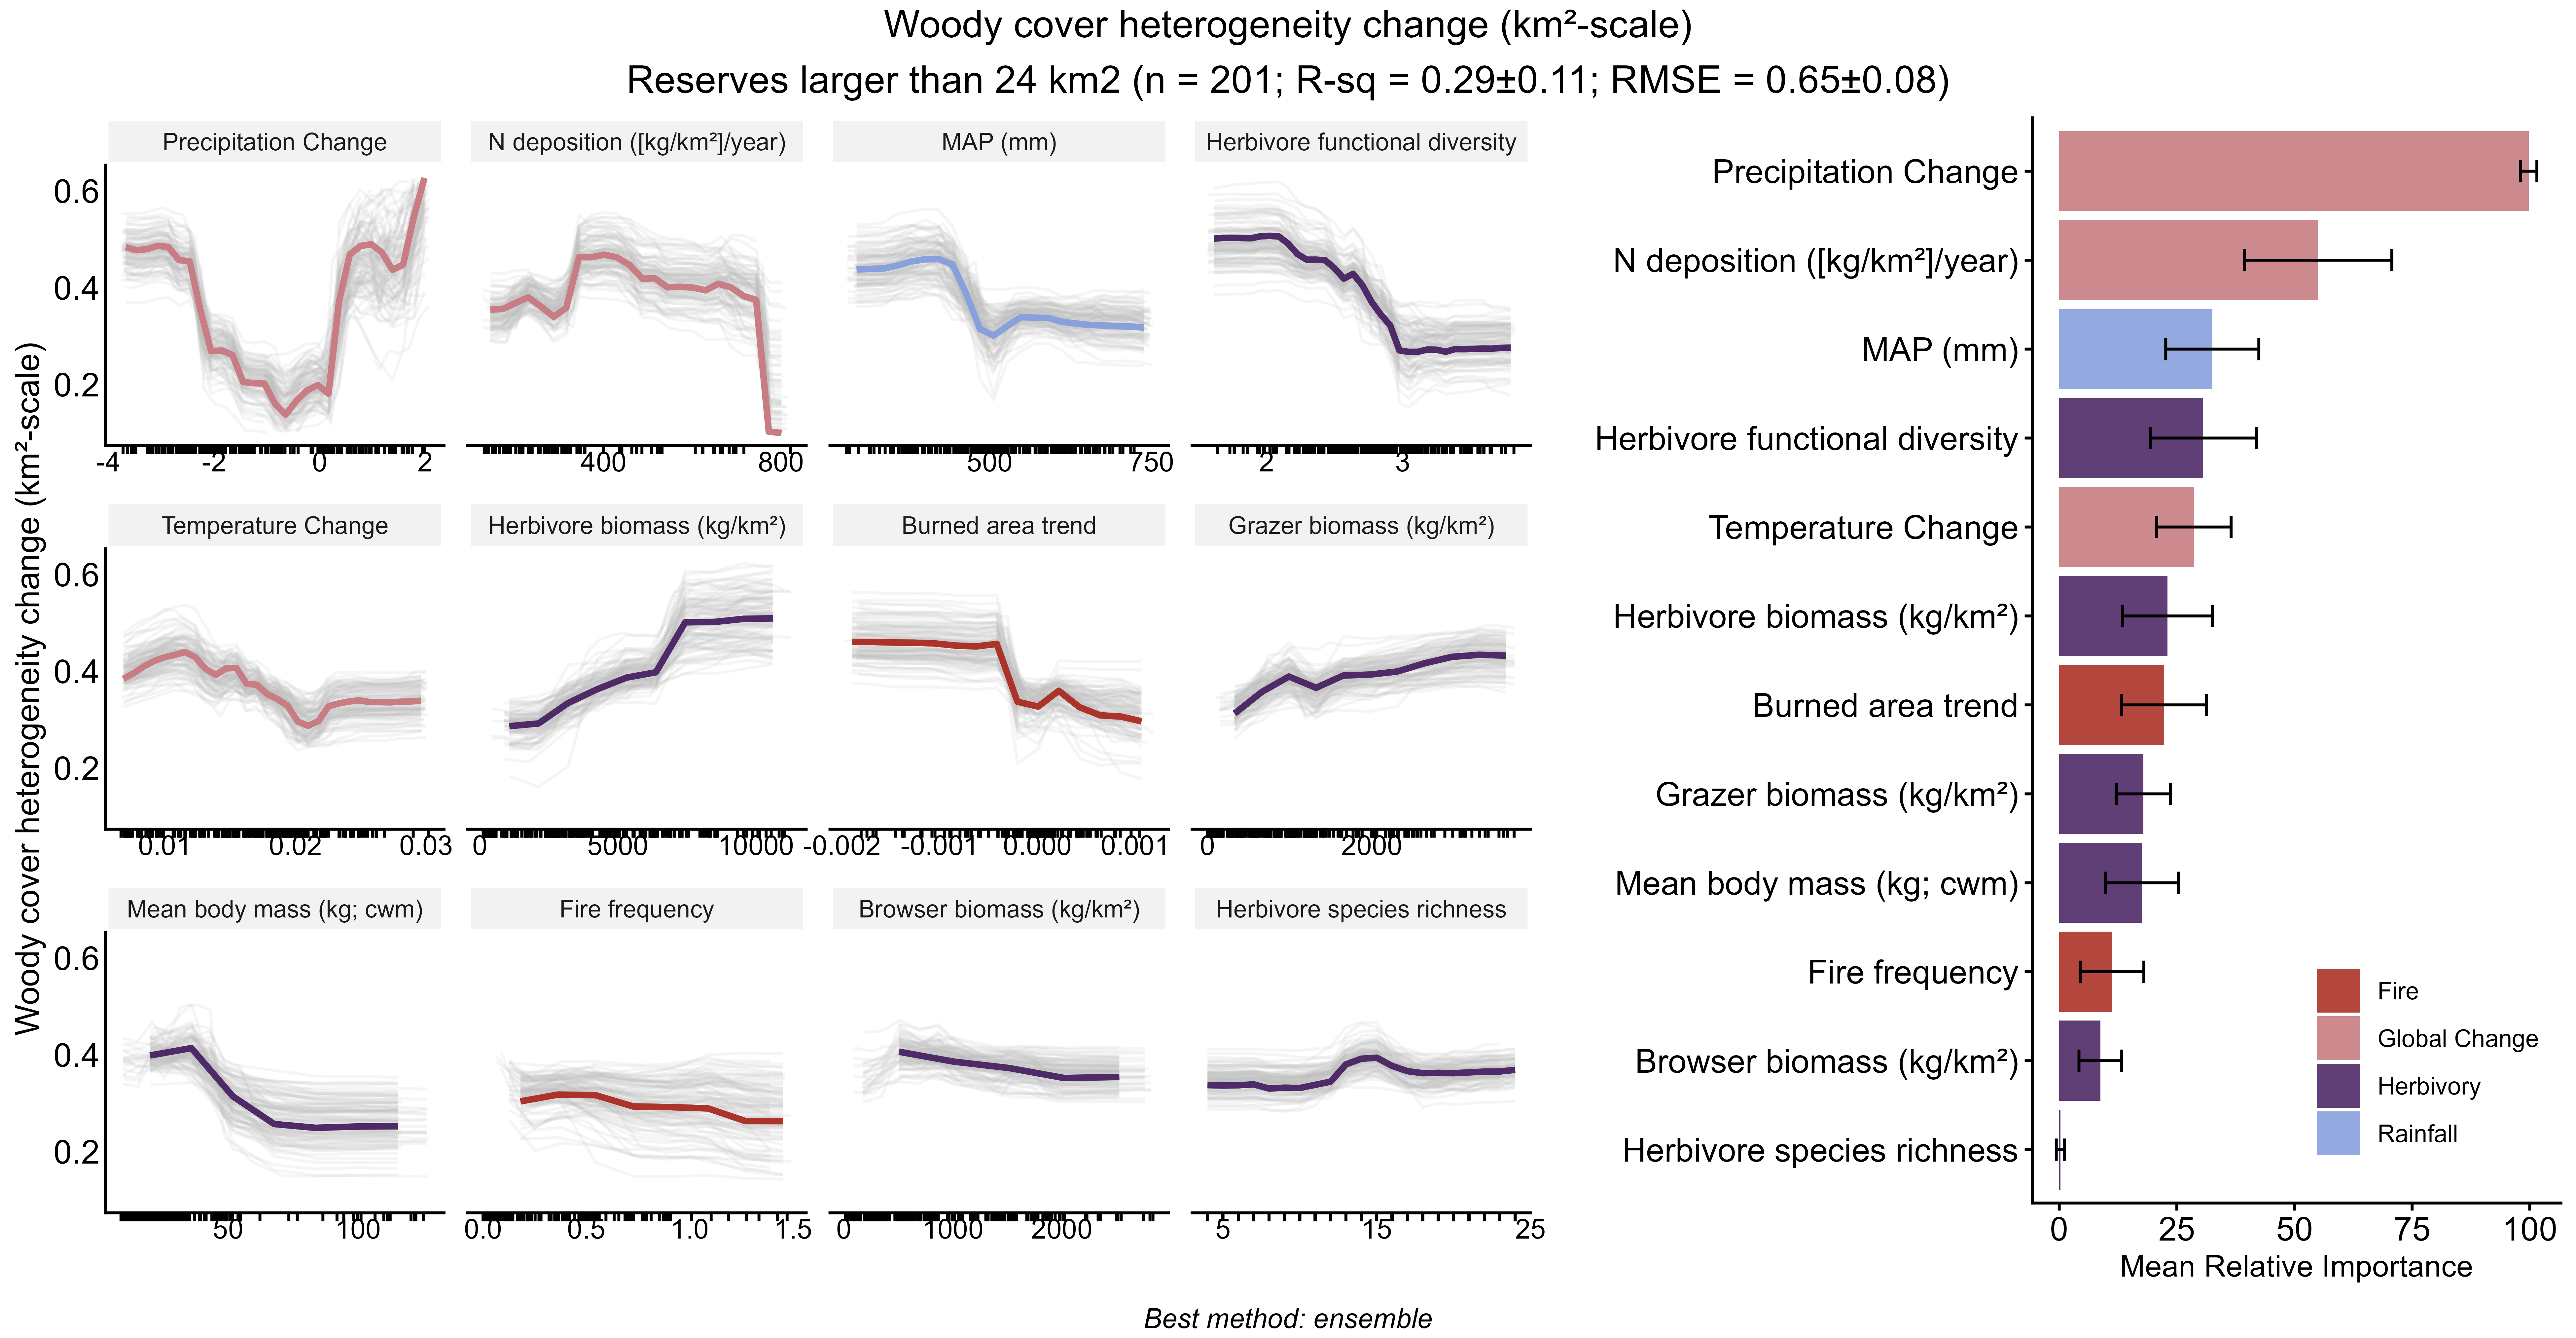 Woody cover heterogeneity change (km²-scale)
Reserves larger than 24 km2 (n = 201; R-sq = 0.29±0.11; RMSE = 0.65±0.08)
Woody cover heterogeneity change (km²-scale)
Precipitation Change
N deposition ([kg/km²]/year)
MAP (mm)
Herbivore functional diversity
0.6
0.4
0.2
-4 -2 0 2
400 800
500 750
2 3
Temperature Change
Herbivore biomass (kg/km²)
Burned area trend
Grazer biomass (kg/km²)
0.6
0.4
0.2
0.01 0.02 0.03
0 5000 10000
-0.002 -0.001 0.000 0.001
0 2000
Mean body mass (kg; cwm)
Fire frequency
Browser biomass (kg/km²)
Herbivore species richness
0.6
0.4
0.2
50 100
0.0 0.5 1.0 1.5
0 1000 2000
5 15 25
Precipitation Change
N deposition ([kg/km²]/year)
MAP (mm)
Herbivore functional diversity
Temperature Change
Herbivore biomass (kg/km²)
Burned area trend
Grazer biomass (kg/km²)
Mean body mass (kg; cwm)
Fire frequency
Browser biomass (kg/km²)
Herbivore species richness
Fire
Global Change
Herbivory
Rainfall
0 25 50 75 100
Mean Relative Importance
Best method: ensemble